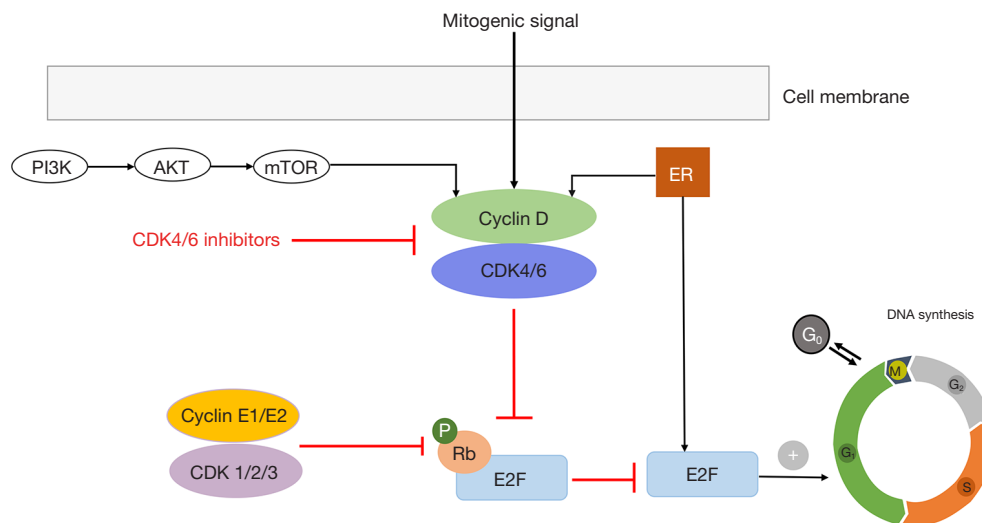 Mitogenic signal
Cell membrane
PI3K
AKT
mTOR
ER
Cyclin D
CDK4/6 inhibitors
CDK4/6
DNA synthesis
G₀
M
G₂
Cyclin E1/E2
P
Rb
CDK 1/2/3
E2F
E2F
+
G₁
S